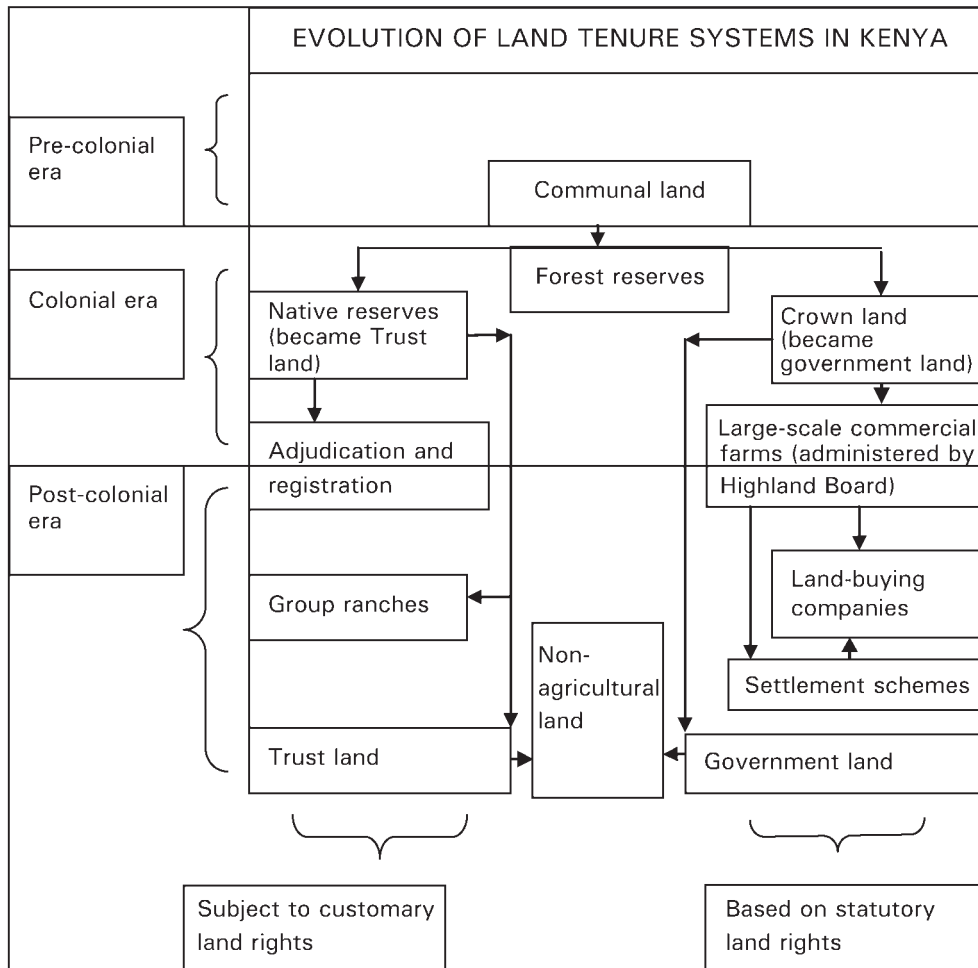 EVOLUTION OF LAND TENURE SYSTEMS IN KENYA
Pre-colonial
era
Communal land
Colonial era
Forest reserves
Native reserves
(became Trust
land)
Crown land
(became
government land)
Adjudication and
registration
Large-scale commercial
farms (administered by
Highland Board)
Post-colonial
era
Group ranches
Land-buying
companies
Non-
agricultural
land
Settlement schemes
Trust land
Government land
Subject to customary
land rights
Based on statutory
land rights